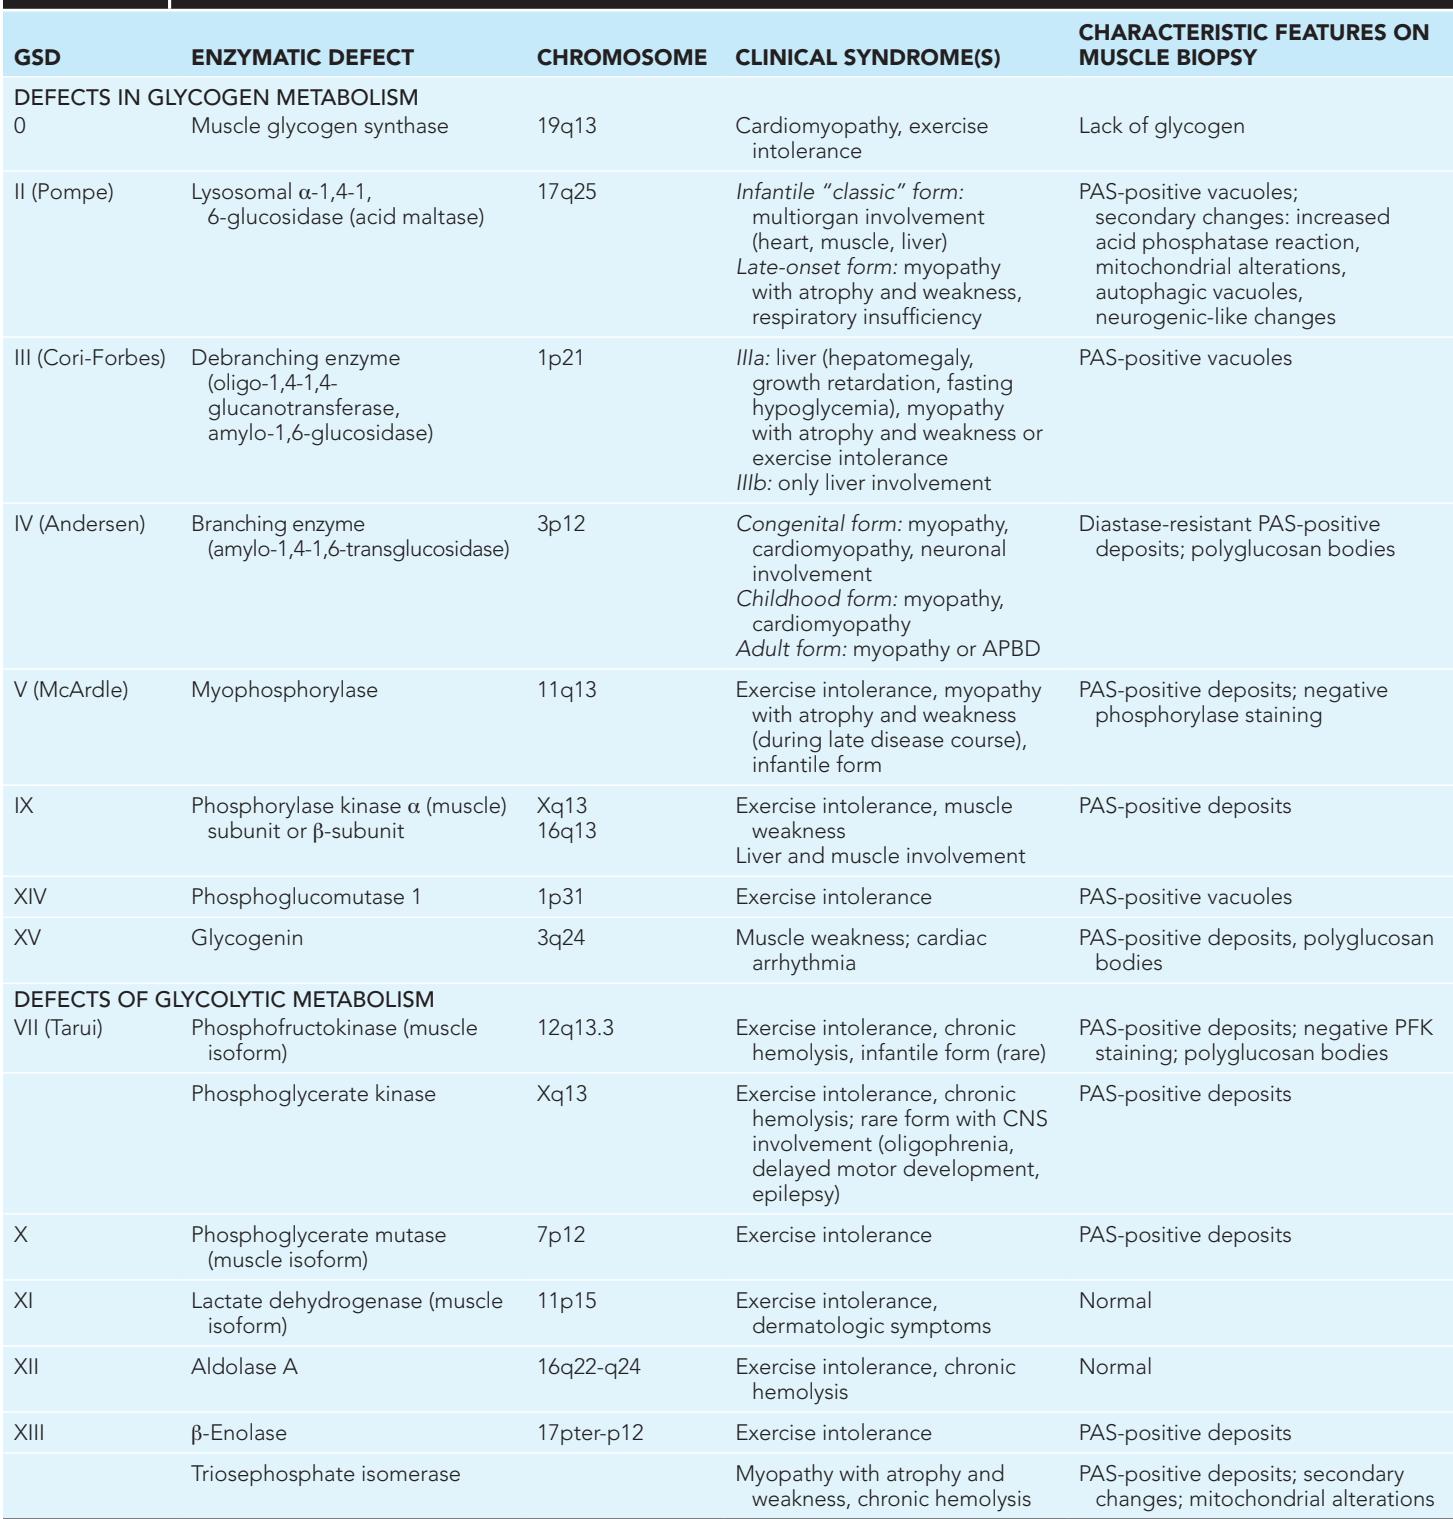 GSD ENZYMATIC DEFECT CHROMOSOME CLINICAL SYNDROME(S) CHARACTERISTIC FEATURES ON
MUSCLE BIOPSY
DEFECTS IN GLYCOGEN METABOLISM
0 Muscle glycogen synthase 19q13 Cardiomyopathy, exercise Lack of glycogen
intolerance
II (Pompe) Lysosomal α-1,4-1, 17q25 Infantile “classic” form: PAS-positive vacuoles;
6-glucosidase (acid maltase) multiorgan involvement secondary changes: increased
(heart, muscle, liver) acid phosphatase reaction,
Late-onset form: myopathy mitochondrial alterations,
with atrophy and weakness, autophagic vacuoles,
respiratory insufficiency neurogenic-like changes
III (Cori-Forbes) Debranching enzyme 1p21 IIIa: liver (hepatomegaly, PAS-positive vacuoles
(oligo-1,4-1,4- growth retardation, fasting
glucanotransferase, hypoglycemia), myopathy
amylo-1,6-glucosidase) with atrophy and weakness or
exercise intolerance
IIIb: only liver involvement
IV (Andersen) Branching enzyme 3p12 Congenital form: myopathy, Diastase-resistant PAS-positive
(amylo-1,4-1,6-transglucosidase) cardiomyopathy, neuronal deposits; polyglucosan bodies
involvement
Childhood form: myopathy,
cardiomyopathy
Adult form: myopathy or APBD
V (McArdle) Myophosphorylase 11q13 Exercise intolerance, myopathy PAS-positive deposits; negative
with atrophy and weakness phosphorylase staining
(during late disease course),
infantile form
IX Phosphorylase kinase α (muscle) Xq13 Exercise intolerance, muscle PAS-positive deposits
subunit or β-subunit 16q13 weakness
Liver and muscle involvement
XIV Phosphoglucomutase 1 1p31 Exercise intolerance PAS-positive vacuoles
XV Glycogenin 3q24 Muscle weakness; cardiac PAS-positive deposits, polyglucosan
arrhythmia bodies
DEFECTS OF GLYCOLYTIC METABOLISM
VII (Tarui) Phosphofructokinase (muscle 12q13.3 Exercise intolerance, chronic PAS-positive deposits; negative PFK
isoform) hemolysis, infantile form (rare) staining; polyglucosan bodies
Phosphoglycerate kinase Xq13 Exercise intolerance, chronic PAS-positive deposits
hemolysis; rare form with CNS
involvement (oligophrenia,
delayed motor development,
epilepsy)
X Phosphoglycerate mutase 7p12 Exercise intolerance PAS-positive deposits
(muscle isoform)
XI Lactate dehydrogenase (muscle 11p15 Exercise intolerance, Normal
isoform) dermatologic symptoms
XII Aldolase A 16q22-q24 Exercise intolerance, chronic Normal
hemolysis
XIII β-Enolase 17pter-p12 Exercise intolerance PAS-positive deposits
Triosephosphate isomerase Myopathy with atrophy and PAS-positive deposits; secondary
weakness, chronic hemolysis changes; mitochondrial alterations